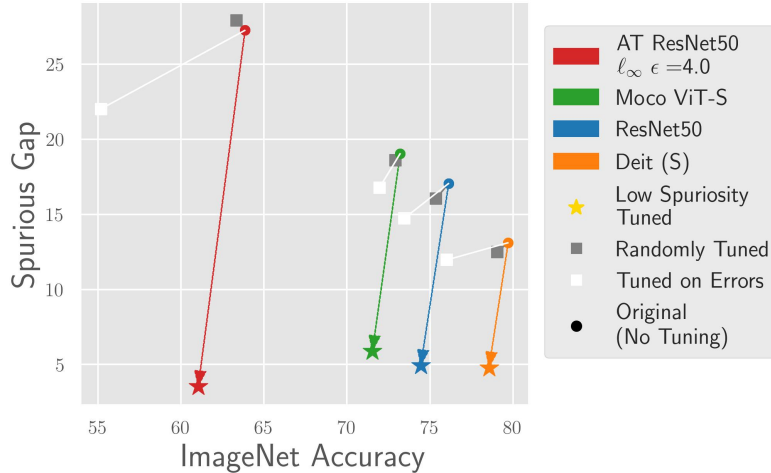 Spurious Gap
25
20
15
10
5
55 60 65 70 75 80
ImageNet Accuracy
AT ResNet50
ℓ∞ ϵ =4.0
Moco ViT-S
ResNet50
Deit (S)
Low Spuriosity
Tuned
Randomly Tuned
Tuned on Errors
Original
(No Tuning)